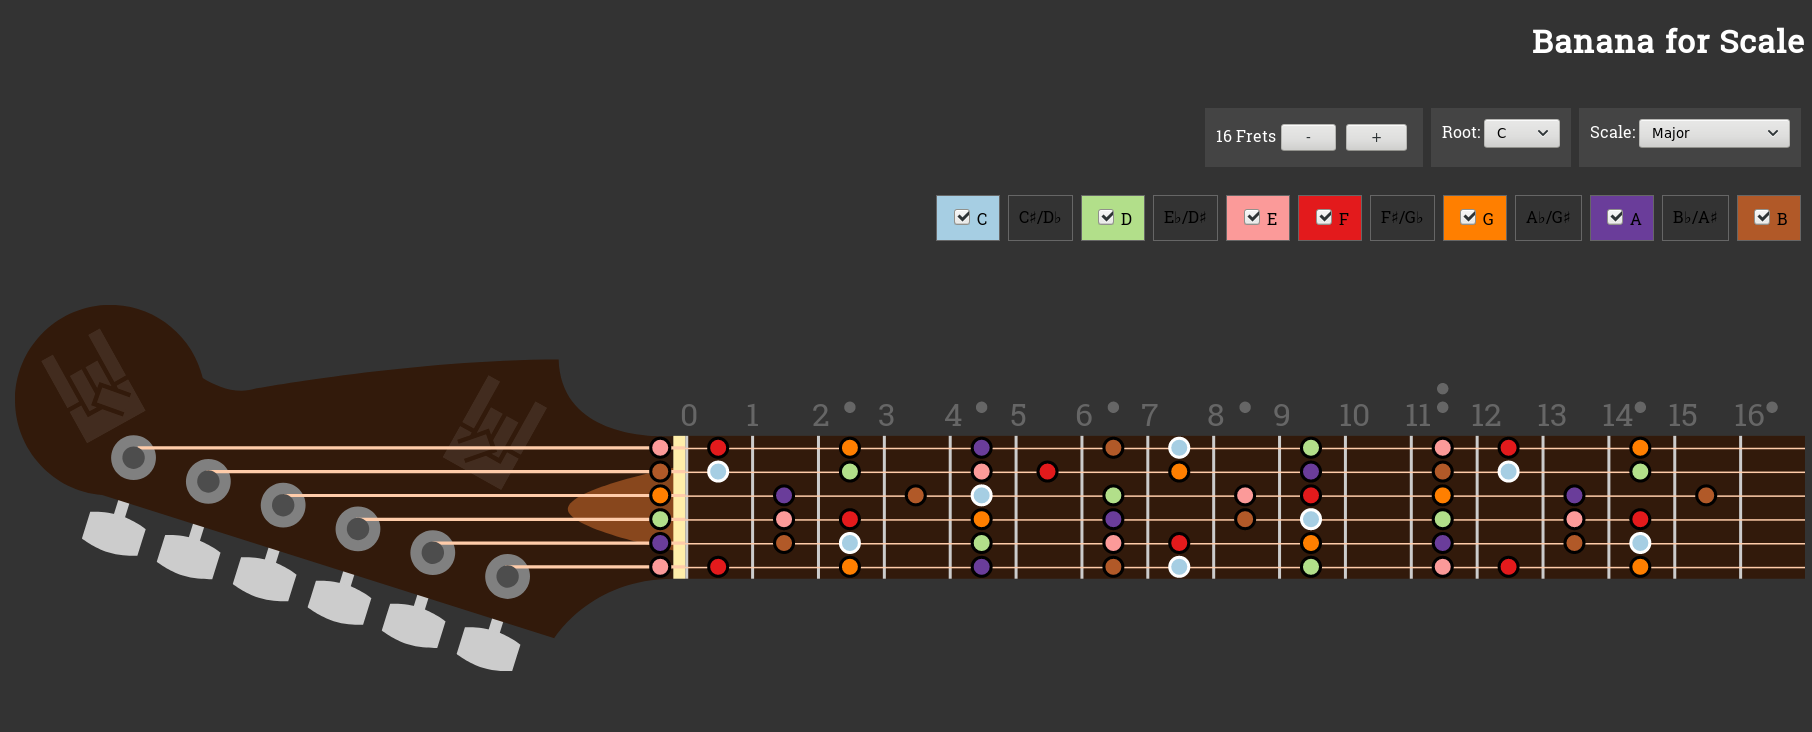 Banana for Scale
16 Frets - + Root: C Scale: Major
C C♯/D♭ D E♭/D♯ E F F♯/G♭ G A♭/G♯ A B♭/A♯ B
0 1 2 3 4 5 6 7 8 9 10 11 12 13 14 15 16